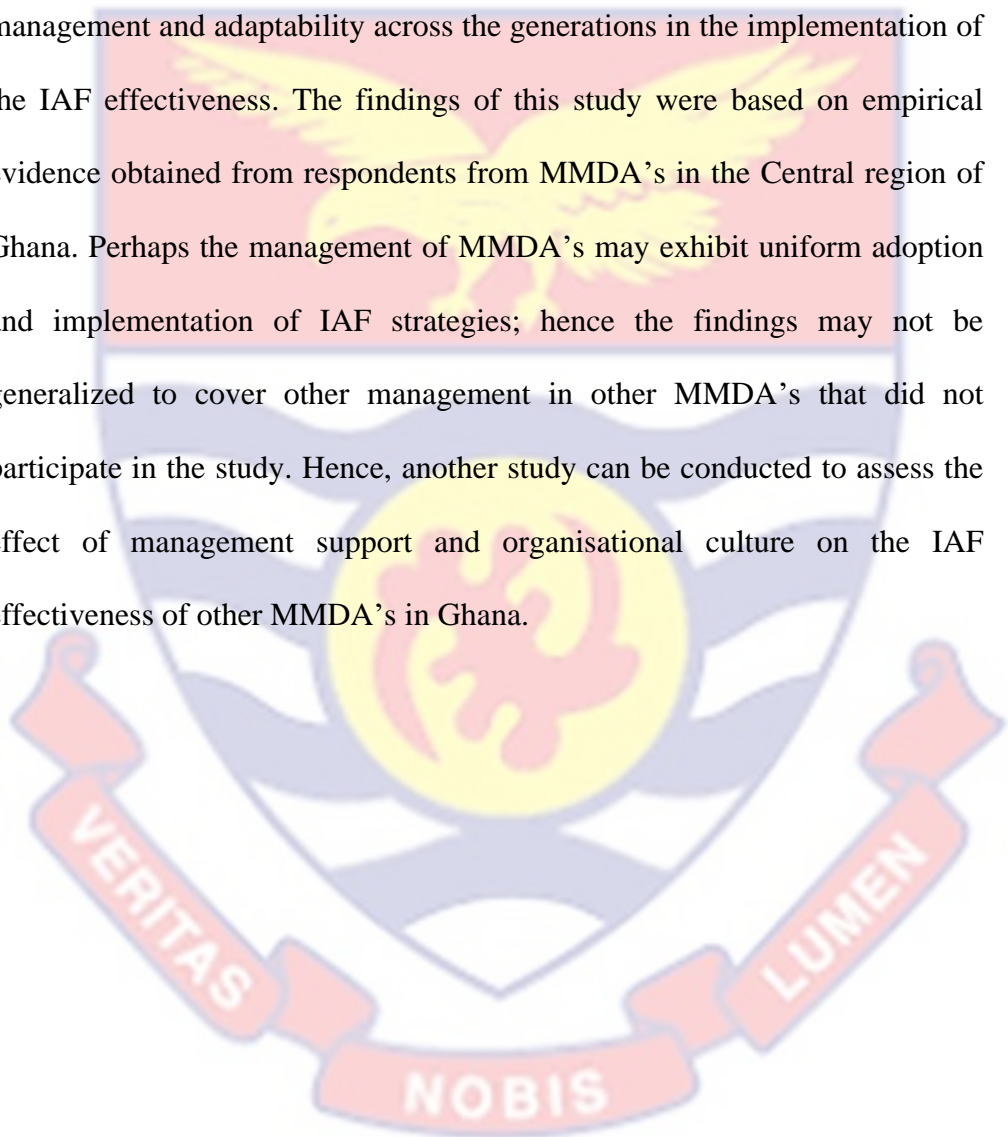 management and adaptability across the generations in the implementation of
the IAF effectiveness. The findings of this study were based on empirical
evidence obtained from respondents from MMDA's in the Central region of
Ghana. Perhaps the management of MMDA's may exhibit uniform adoption
and implementation of IAF strategies; hence the findings may not be
generalized to cover other management in other MMDA's that did not
participate in the study. Hence, another study can be conducted to assess the
effect of management support and organisational culture on the IAF
effectiveness of other MMDA's in Ghana.
VERITAS
NOBIS
LUMEN